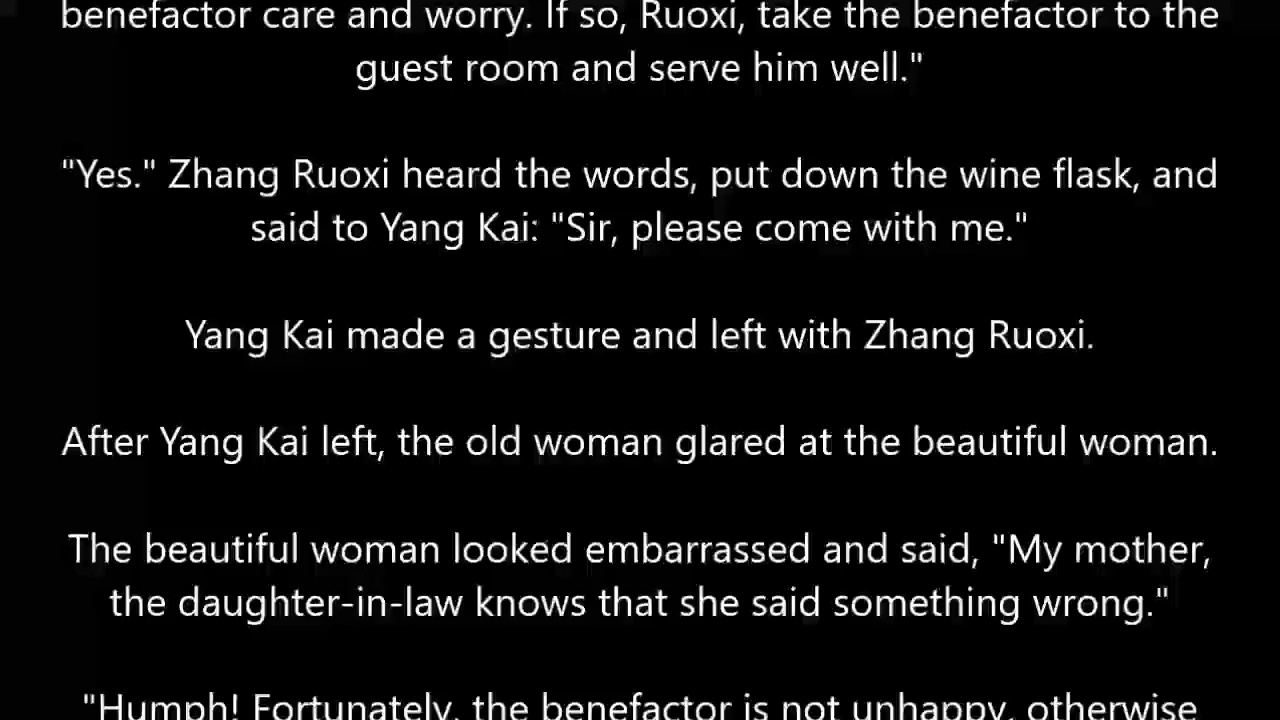 benefactor care and worry. If so, Ruoxi, take the benefactor to the
guest room and serve him well."
"Yes." Zhang Ruoxi heard the words, put down the wine flask, and
said to Yang Kai: "Sir, please come with me."
Yang Kai made a gesture and left with Zhang Ruoxi.
After Yang Kai left, the old woman glared at the beautiful woman.
The beautiful woman looked embarrassed and said, "My mother,
the daughter-in-law knows that she said something wrong."
"Humph! Fortunately, the benefactor is not unhappy, otherwise